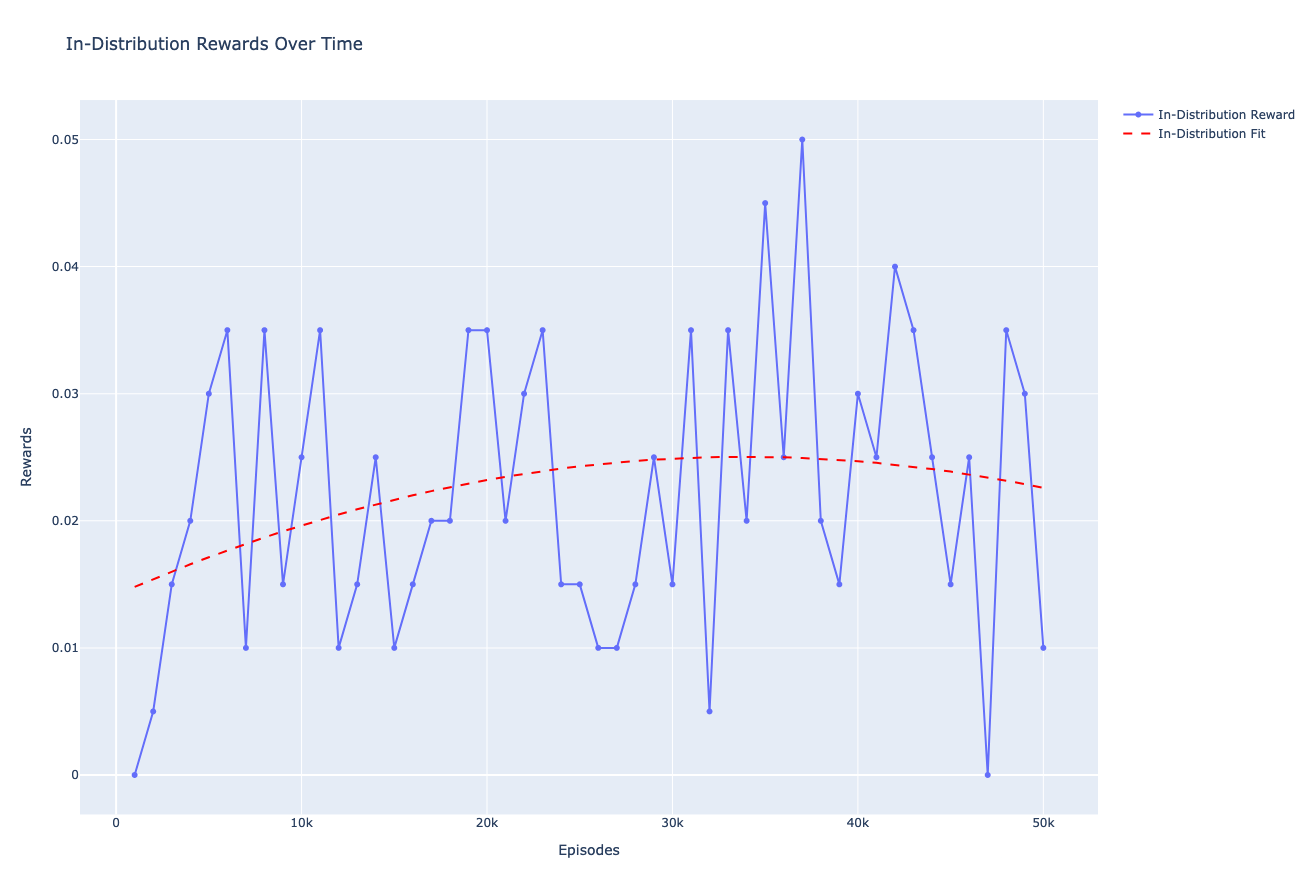 In-Distribution Rewards Over Time
In-Distribution Reward
In-Distribution Fit
0.05
0.04
0.03
0.02
0.01
0
Rewards
0 10k 20k 30k 40k 50k
Episodes